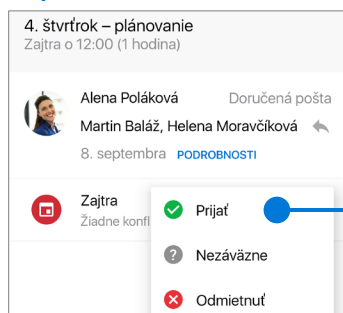 4. štvrťrok – plánovanie
Zajtra o 12:00 (1 hodina)
Alena Poláková Doručená pošta
Martin Baláž, Helena Moravčíková
8. septembra PODROBNOSTI
Zajtra
Žiadne konfl
Prijať
Nezáväzne
Odmietnuť